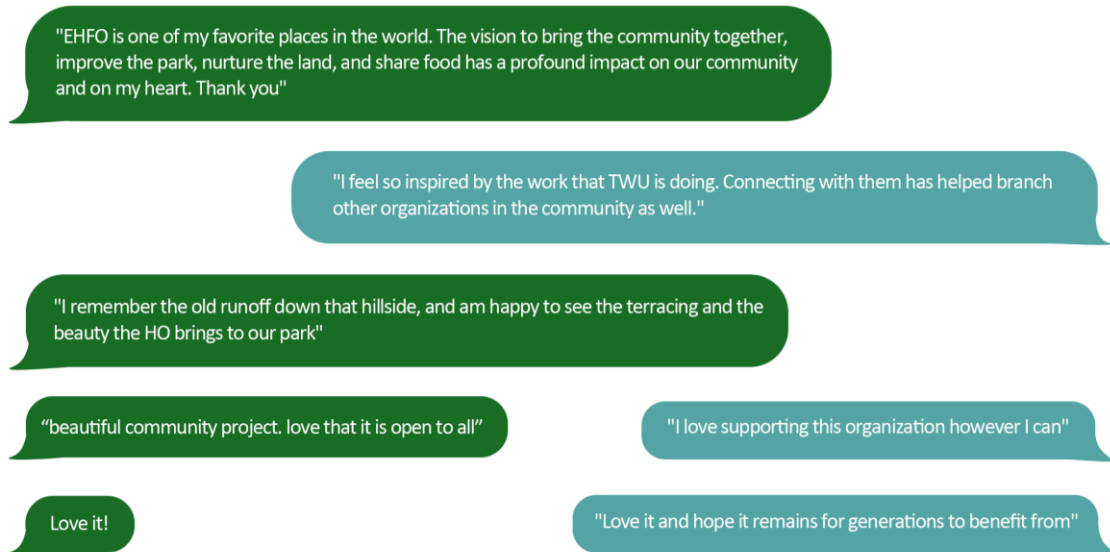 "EHFO is one of my favorite places in the world. The vision to bring the community together,
improve the park, nurture the land, and share food has a profound impact on our community
and on my heart. Thank you"
"I feel so inspired by the work that TWU is doing. Connecting with them has helped branch
other organizations in the community as well."
"I remember the old runoff down that hillside, and am happy to see the terracing and the
beauty the HO brings to our park"
“beautiful community project. love that it is open to all”
"I love supporting this organization however I can"
Love it!
"Love it and hope it remains for generations to benefit from"